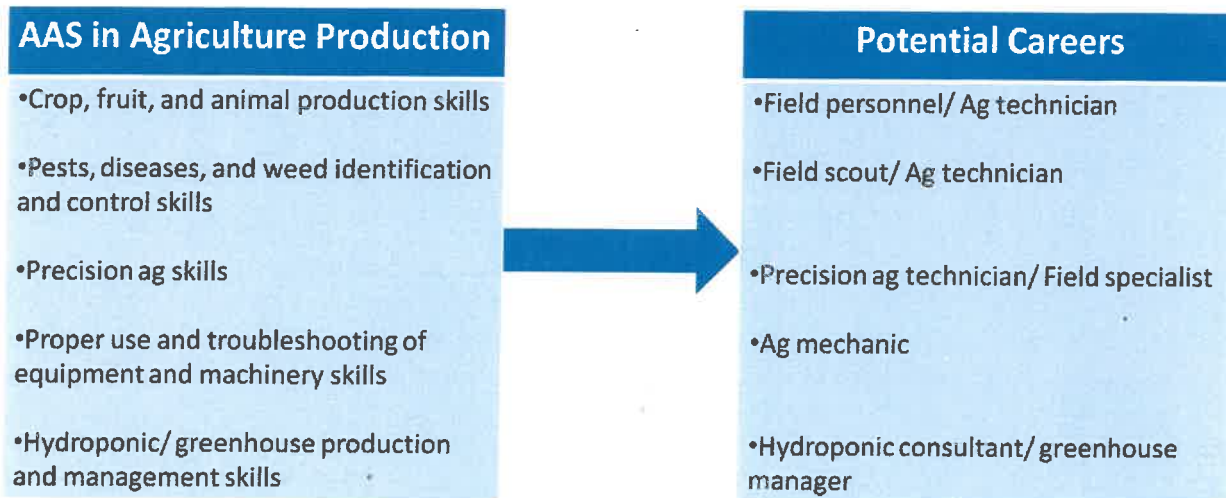 AAS in Agriculture Production
•Crop, fruit, and animal production skills
•Pests, diseases, and weed identification
and control skills
•Precision ag skills
•Proper use and troubleshooting of
equipment and machinery skills
•Hydroponic/ greenhouse production
and management skills
Potential Careers
•Field personnel/ Ag technician
•Field scout/ Ag technician
•Precision ag technician/ Field specialist
•Ag mechanic
•Hydroponic consultant/ greenhouse
manager